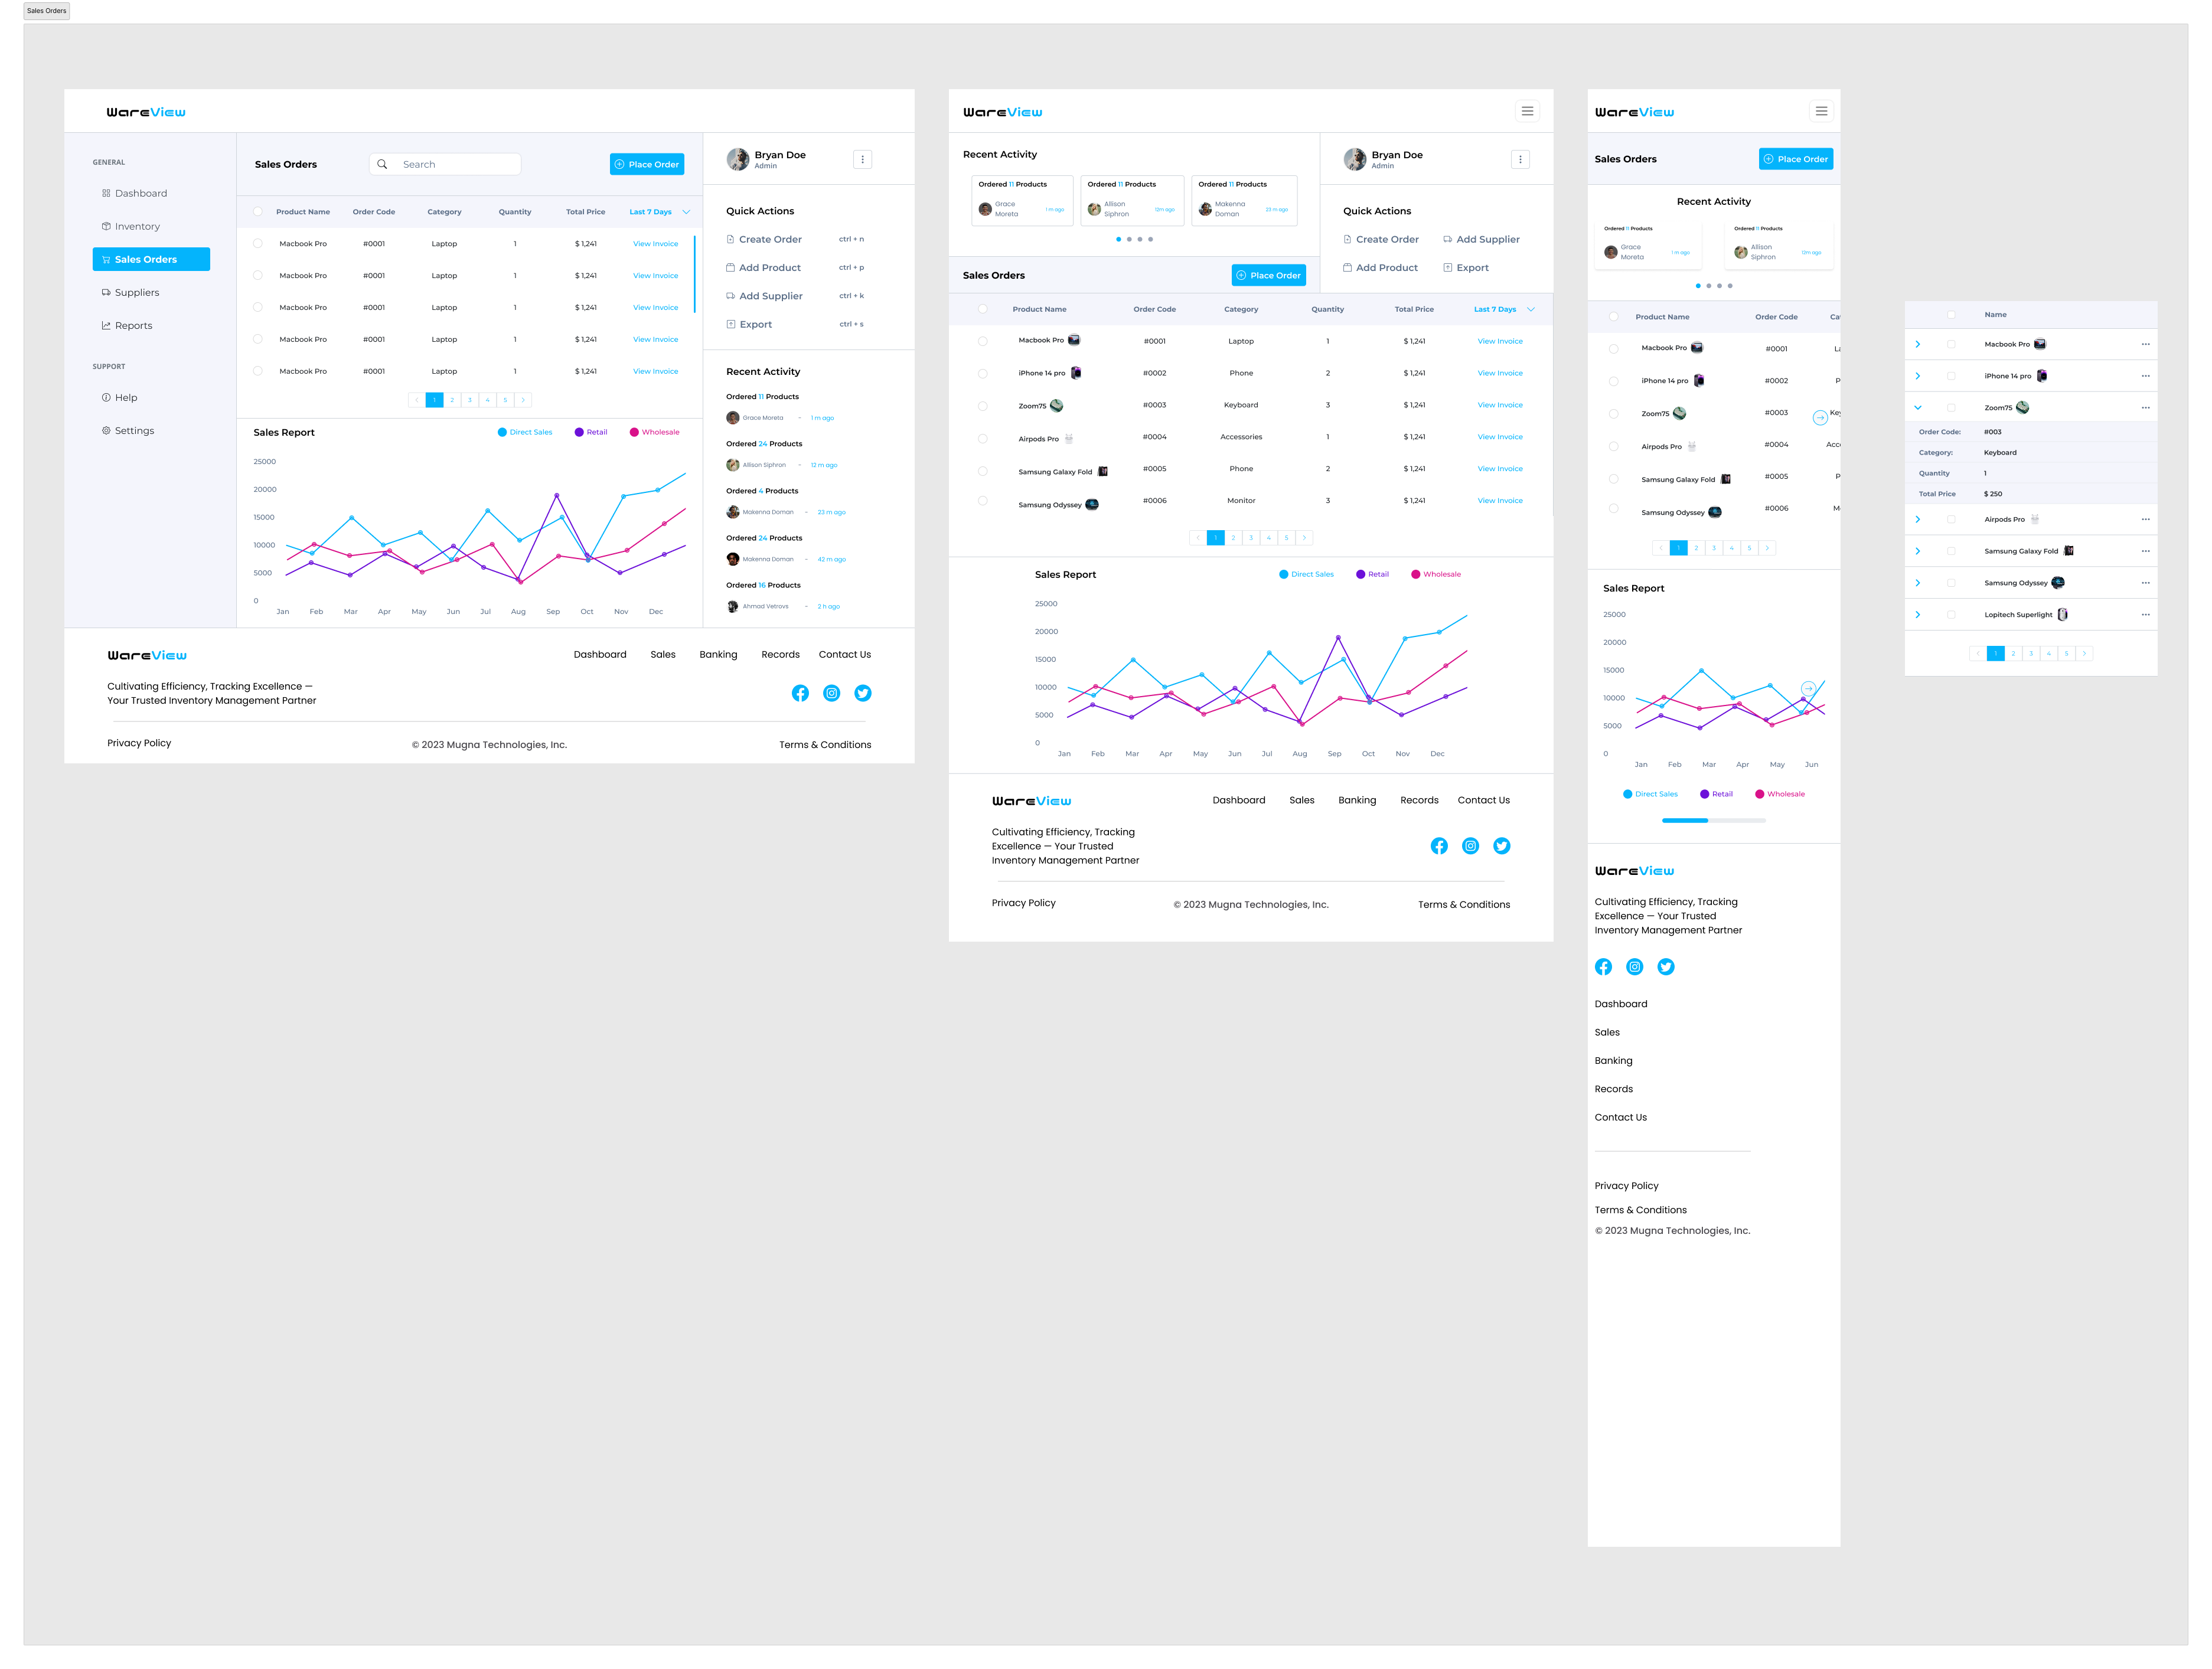 Sales Orders
WareView
GENERAL
Dashboard
Inventory
Sales Orders
Suppliers
Reports
SUPPORT
Help
Settings
Sales Orders
Search
Place Order
Product Name Order Code Category Quantity Total Price Last 7 Days
Macbook Pro #0001 Laptop 1 $ 1,241 View Invoice
Macbook Pro #0001 Laptop 1 $ 1,241 View Invoice
Macbook Pro #0001 Laptop 1 $ 1,241 View Invoice
Macbook Pro #0001 Laptop 1 $ 1,241 View Invoice
Macbook Pro #0001 Laptop 1 $ 1,241 View Invoice
< 1 2 3 4 5 >
Sales Report Direct Sales Retail Wholesale
25000
20000
15000
10000
5000
0
Jan Feb Mar Apr May Jun Jul Aug Sep Oct Nov Dec
Bryan Doe
Admin
Quick Actions
Create Order ctrl + n
Add Product ctrl + p
Add Supplier ctrl + k
Export ctrl + s
Recent Activity
Ordered 11 Products
Grace Moreta - 1 m ago
Ordered 24 Products
Allison Siphron - 12 m ago
Ordered 4 Products
Makenna Doman - 23 m ago
Ordered 24 Products
Makenna Doman - 42 m ago
Ordered 16 Products
Ahmad Vetrovs - 2 h ago
WareView
Dashboard Sales Banking Records Contact Us
Cultivating Efficiency, Tracking Excellence —
Your Trusted Inventory Management Partner
Privacy Policy © 2023 Mugna Technologies, Inc. Terms & Conditions
WareView
Recent Activity
Ordered 11 Products
Grace
Moreta
1 m ago
Ordered 11 Products
Allison
Siphron
12m ago
Ordered 11 Products
Makenna
Doman
23 m ago
Bryan Doe
Admin
Quick Actions
Create Order Add Supplier
Add Product Export
Sales Orders Place Order
Product Name Order Code Category Quantity Total Price Last 7 Days
Macbook Pro #0001 Laptop 1 $ 1,241 View Invoice
iPhone 14 pro #0002 Phone 2 $ 1,241 View Invoice
Zoom75 #0003 Keyboard 3 $ 1,241 View Invoice
Airpods Pro #0004 Accessories 1 $ 1,241 View Invoice
Samsung Galaxy Fold #0005 Phone 2 $ 1,241 View Invoice
Samsung Odyssey #0006 Monitor 3 $ 1,241 View Invoice
< 1 2 3 4 5 >
Sales Report Direct Sales Retail Wholesale
25000
20000
15000
10000
5000
0
Jan Feb Mar Apr May Jun Jul Aug Sep Oct Nov Dec
WareView
Dashboard Sales Banking Records Contact Us
Cultivating Efficiency, Tracking
Excellence — Your Trusted
Inventory Management Partner
Privacy Policy © 2023 Mugna Technologies, Inc. Terms & Conditions
WareView
Sales Orders Place Order
Recent Activity
Ordered 11 Products
Grace
Moreta
1 m ago
Ordered 11 Products
Allison
Siphron
12m ago
Product Name Order Code Ca
Macbook Pro #0001 La
iPhone 14 pro #0002 P
Zoom75 #0003 Key
Airpods Pro #0004 Acc
Samsung Galaxy Fold #0005 P
Samsung Odyssey #0006 M
< 1 2 3 4 5 >
Sales Report
25000
20000
15000
10000
5000
0
Jan Feb Mar Apr May Jun
Direct Sales Retail Wholesale
WareView
Cultivating Efficiency, Tracking
Excellence — Your Trusted
Inventory Management Partner
Dashboard
Sales
Banking
Records
Contact Us
Privacy Policy
Terms & Conditions
© 2023 Mugna Technologies, Inc.
Name
Macbook Pro
iPhone 14 pro
Zoom75
Order Code: #003
Category: Keyboard
Quantity 1
Total Price $ 250
Airpods Pro
Samsung Galaxy Fold
Samsung Odyssey
Lopitech Superlight
< 1 2 3 4 5 >